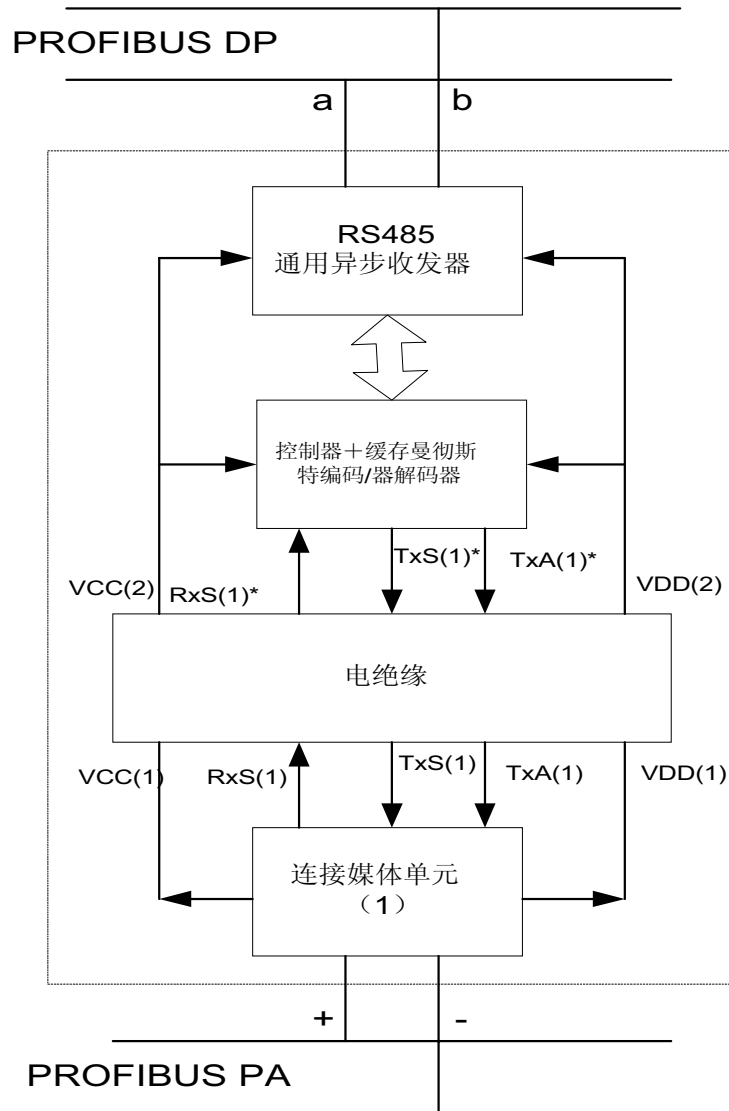 PROFIBUS DP
a
b
RS485
通用异步收发器
控制器＋缓存曼彻斯
特编码/器解码器
VCC(2)
RxS(1)*
TxS(1)*
TxA(1)*
VDD(2)
电绝缘
VCC(1)
RxS(1)
TxS(1)
TxA(1)
VDD(1)
连接媒体单元
（1）
+
-
PROFIBUS PA